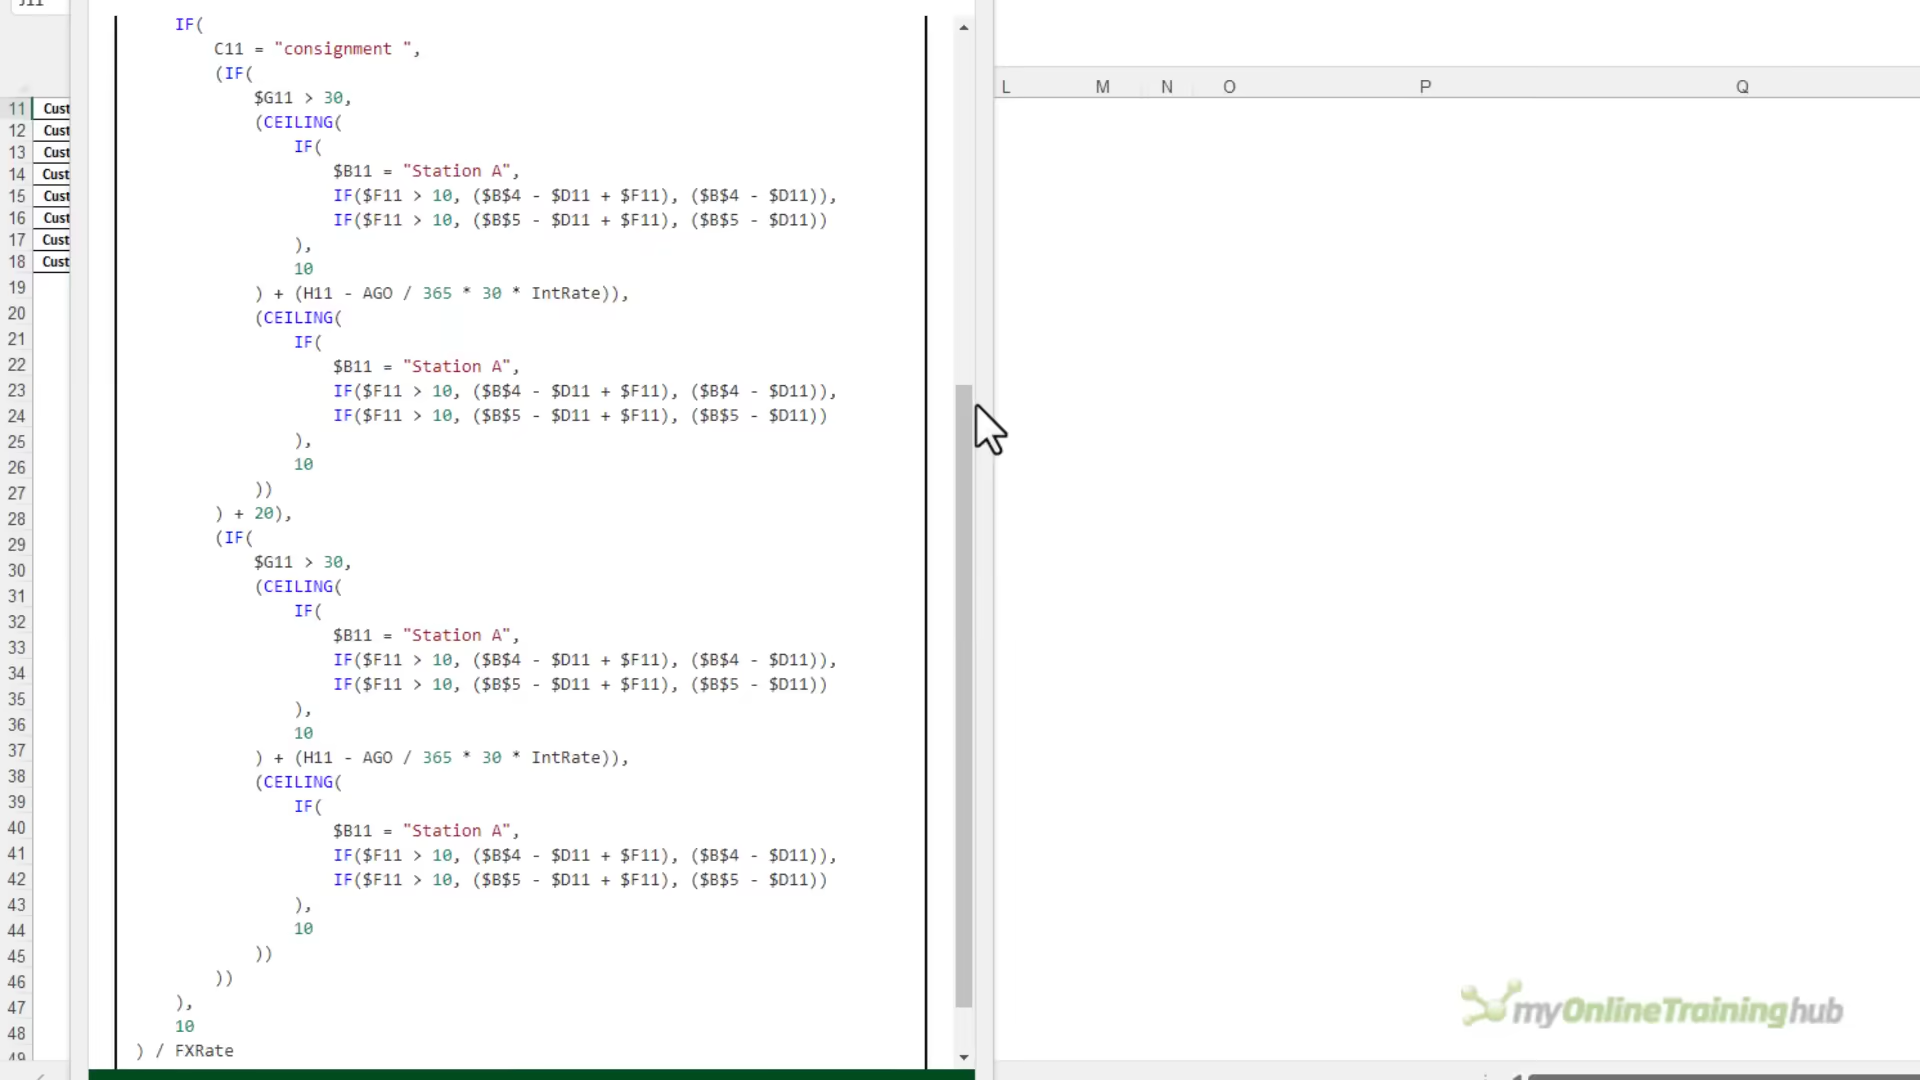 IF(
C11 = "consignment ",
(IF(
$G11 > 30,
(CEILING(
IF(
$B11 = "Station A",
IF($F11 > 10, ($B$4 - $D11 + $F11), ($B$4 - $D11)),
IF($F11 > 10, ($B$5 - $D11 + $F11), ($B$5 - $D11))
),
10
) + (H11 - AGO / 365 * 30 * IntRate)),
(CEILING(
IF(
$B11 = "Station A",
IF($F11 > 10, ($B$4 - $D11 + $F11), ($B$4 - $D11)),
IF($F11 > 10, ($B$5 - $D11 + $F11), ($B$5 - $D11))
),
10
))
) + 20),
(IF(
$G11 > 30,
(CEILING(
IF(
$B11 = "Station A",
IF($F11 > 10, ($B$4 - $D11 + $F11), ($B$4 - $D11)),
IF($F11 > 10, ($B$5 - $D11 + $F11), ($B$5 - $D11))
),
10
) + (H11 - AGO / 365 * 30 * IntRate)),
(CEILING(
IF(
$B11 = "Station A",
IF($F11 > 10, ($B$4 - $D11 + $F11), ($B$4 - $D11)),
IF($F11 > 10, ($B$5 - $D11 + $F11), ($B$5 - $D11))
),
10
))
))
),
10
) / FXRate
L M N O P Q
11 Cust
12 Cust
13 Cust
14 Cust
15 Cust
16 Cust
17 Cust
18 Cust
19
20
21
22
23
24
25
26
27
28
29
30
31
32
33
34
35
36
37
38
39
40
41
42
43
44
45
46
47
48
49
myOnlineTraininghub